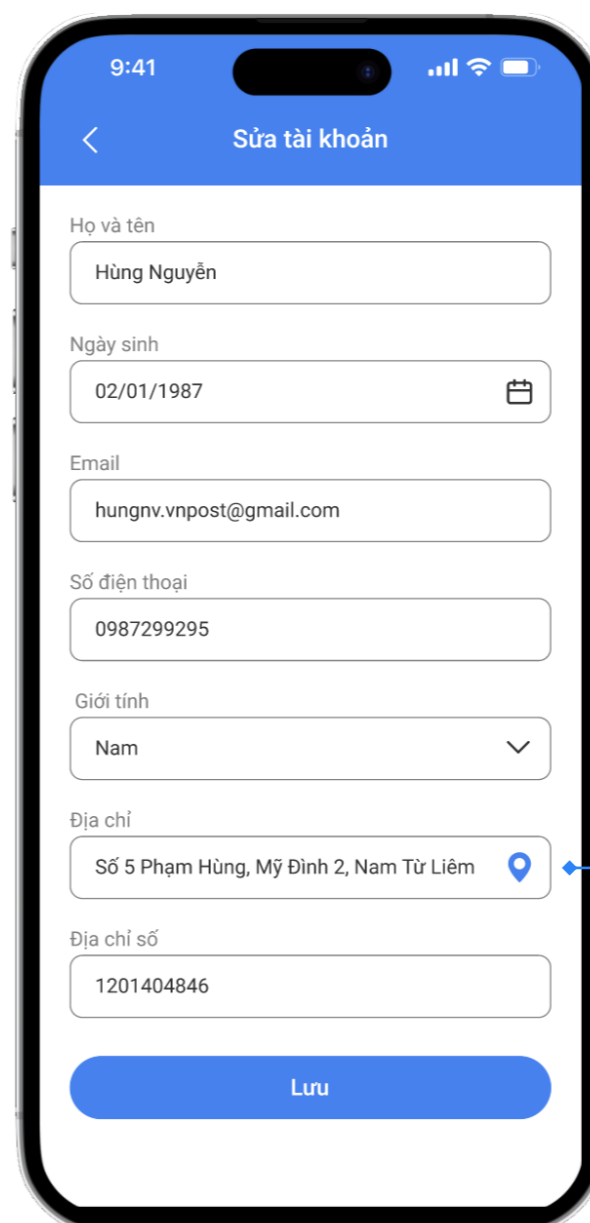 9:41
Sửa tài khoản
Họ và tên
Hùng Nguyễn
Ngày sinh
02/01/1987
Email
hungnv.vnpost@gmail.com
Số điện thoại
0987299295
Giới tính
Nam
Địa chỉ
Số 5 Phạm Hùng, Mỹ Đình 2, Nam Từ Liêm
Địa chỉ số
1201404846
Lưu